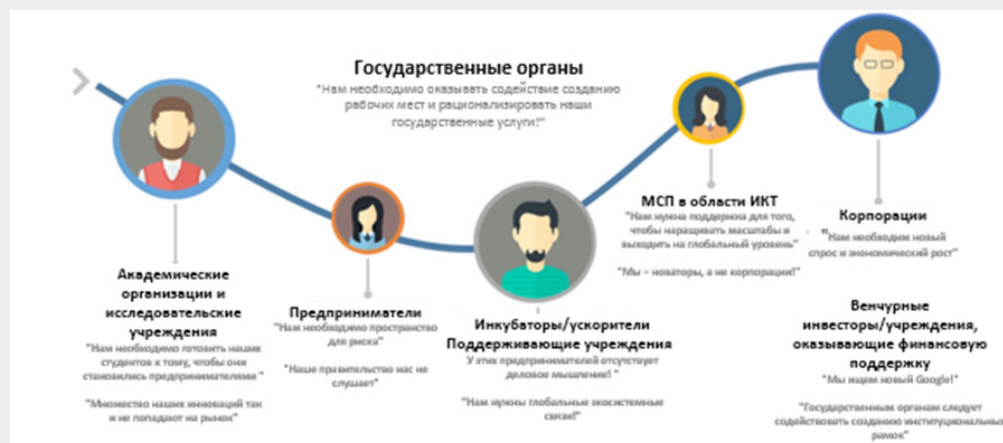 Государственные органы
"Нам необходимо оказывать содействие созданию
рабочих мест и рационализировать наши
государственные услуги!"
Академические
организации и
исследовательские
учреждения
"Нам необходимо готовить наших
студентов к тому, чтобы они
становились предпринимателями"
"Множество наших инноваций так
и не попадают на рынок"
Предприниматели
"Нам необходимо пространство
для риска"
"Наше правительство нас не
слушает"
Инкубаторы/ускорители
Поддерживающие учреждения
У этих предпринимателей отсутствует
деловое мышление! "
"Нам нужны глобальные экосистемные
связи!"
МСП в области ИКТ
"Нам нужна поддержка для того,
чтобы наращивать масштабы и
выходить на глобальный уровень"
"Мы – новаторы, а не корпорации!"
Корпорации
"Нам необходим новый
спрос и экономический рост"
Венчурные
инвесторы/учреждения,
оказывающие финансовую
поддержку
"Мы ищем новый Google!"
"Государственным органам следует
содействовать созданию институциональных
рамок"